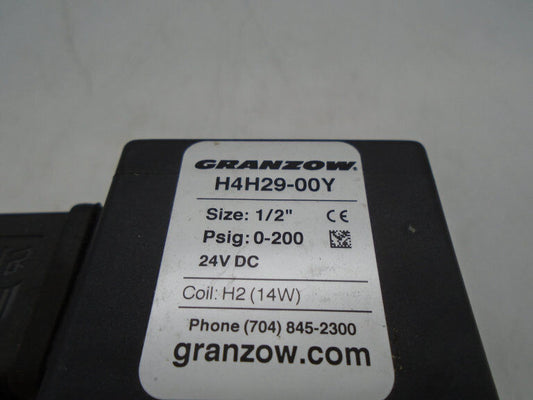 GRANZOW.
H4H29-00Y
Size: 1/2" CE
Psig: 0-200
24V DC
Coil: H2 (14W)
Phone (704) 845-2300
granzow.com